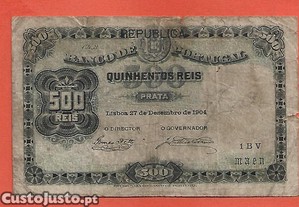 REPUBLICA
BANCO DE PORTUGAL
500
QUINHENTOS REIS
500
REIS
PRATA
Lisboa 27 de Dezembro de 1904
O DIRECTOR
O GOVERNADOR
1BV
500
CustoJusto.pt